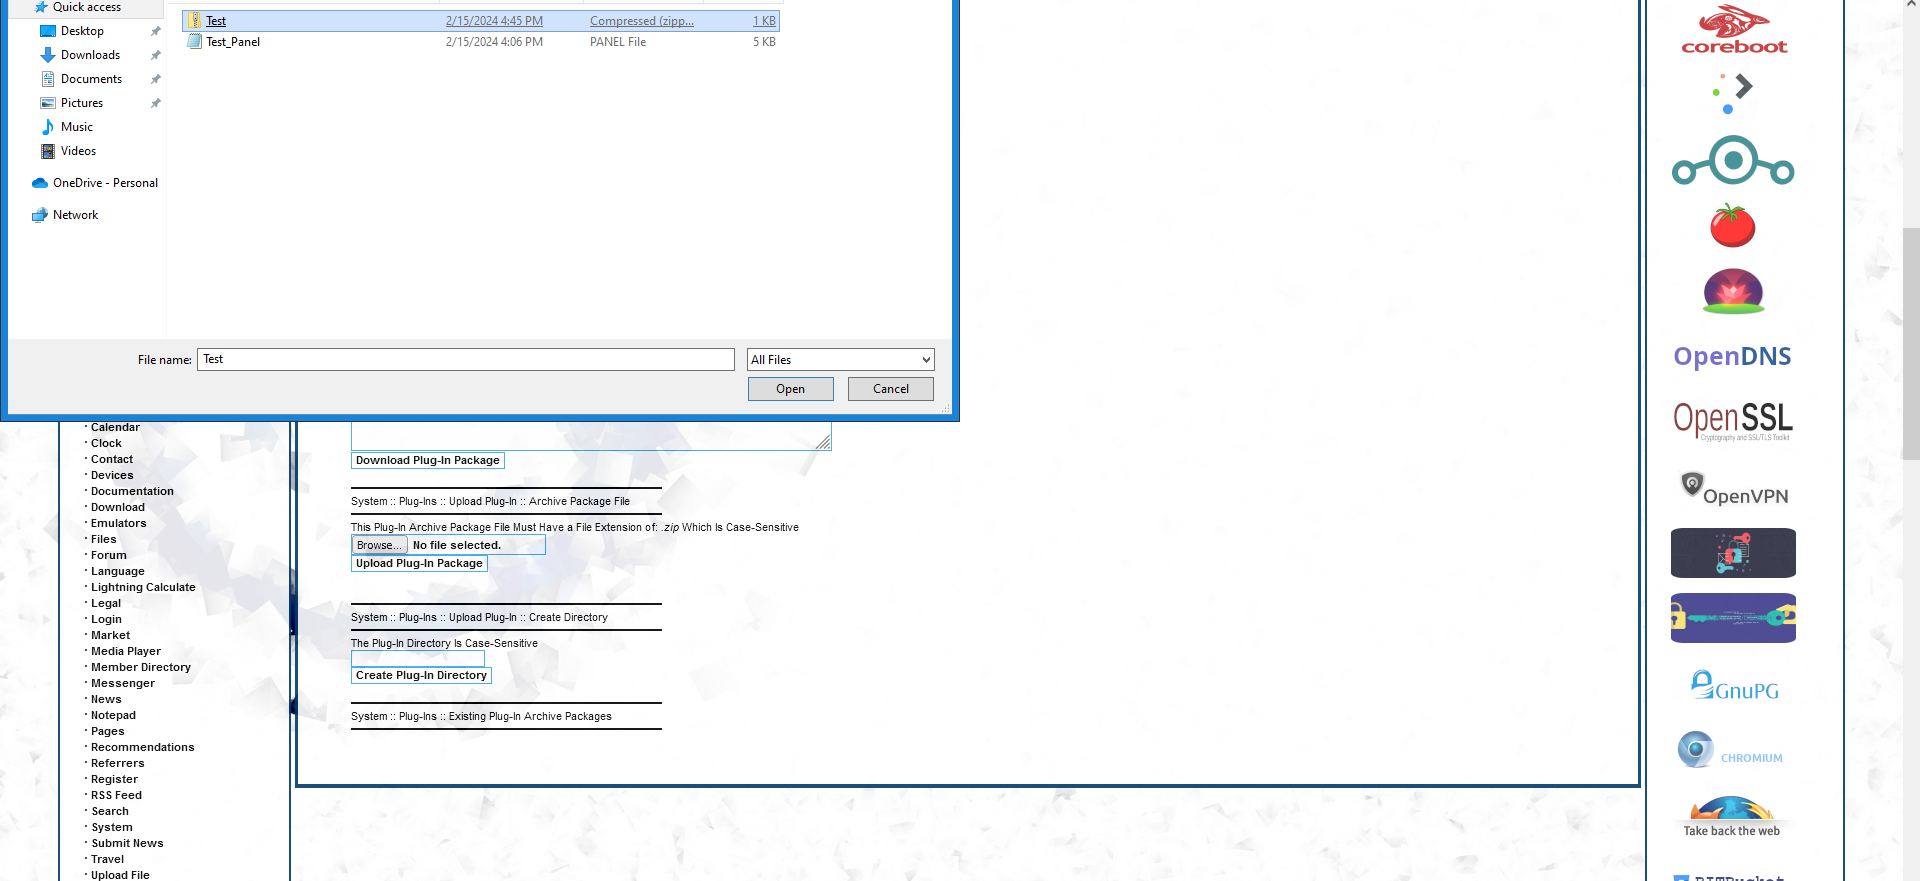 Quick access
Desktop
Downloads
Documents
Pictures
Music
Videos
OneDrive - Personal
Network
Test 2/15/2024 4:45 PM Compressed (zipp... 1 KB
Test_Panel 2/15/2024 4:06 PM PANEL File 5 KB
File name: Test All Files
Open Cancel
· Calendar
· Clock
· Contact
· Devices
· Documentation
· Download
· Emulators
· Files
· Forum
· Language
· Lightning Calculate
· Legal
· Login
· Market
· Media Player
· Member Directory
· Messenger
· News
· Notepad
· Pages
· Recommendations
· Referrers
· Register
· RSS Feed
· Search
· System
· Submit News
· Travel
· Upload File
Download Plug-In Package
System :: Plug-Ins :: Upload Plug-In :: Archive Package File
This Plug-In Archive Package File Must Have a File Extension of: .zip Which Is Case-Sensitive
Browse... No file selected.
Upload Plug-In Package
System :: Plug-Ins :: Upload Plug-In :: Create Directory
The Plug-In Directory Is Case-Sensitive
Create Plug-In Directory
System :: Plug-Ins :: Existing Plug-In Archive Packages
coreboot
OpenDNS
OpenSSL
Cryptography and SSL/TLS Toolkit
OpenVPN
GnuPG
CHROMIUM
Take back the web